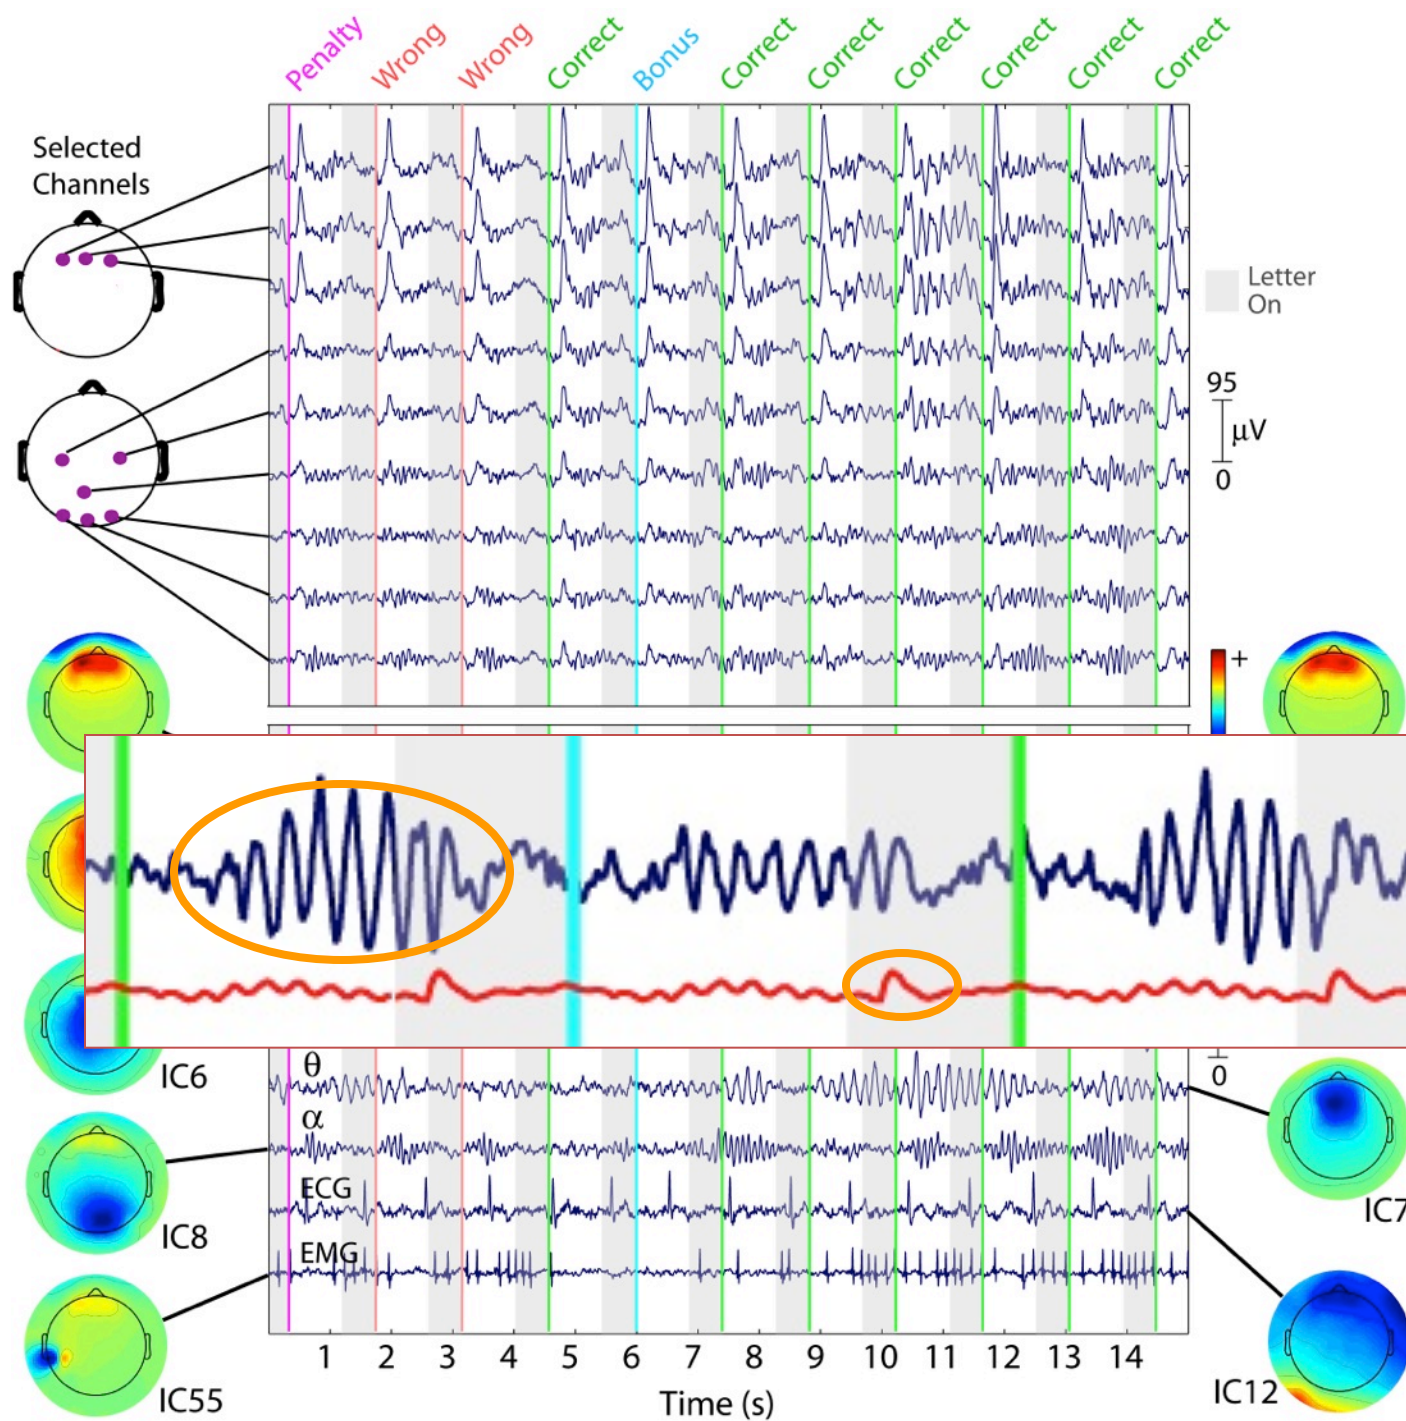 Penalty
Wrong
Wrong
Correct
Bonus
Correct
Correct
Correct
Correct
Correct
Correct
Selected
Channels
Letter
On
95
μV
0
+
IC6
θ
0
α
IC7
ECG
IC8
EMG
IC55
IC12
1 2 3 4 5 6 7 8 9 10 11 12 13 14
Time (s)